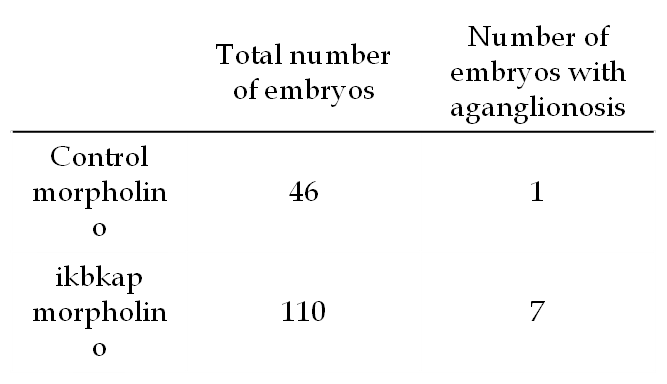 Total number
of embryos
Number of
embryos with
aganglionosis
Control
morpholin
o
46
1
ikbkap
morpholin
o
110
7